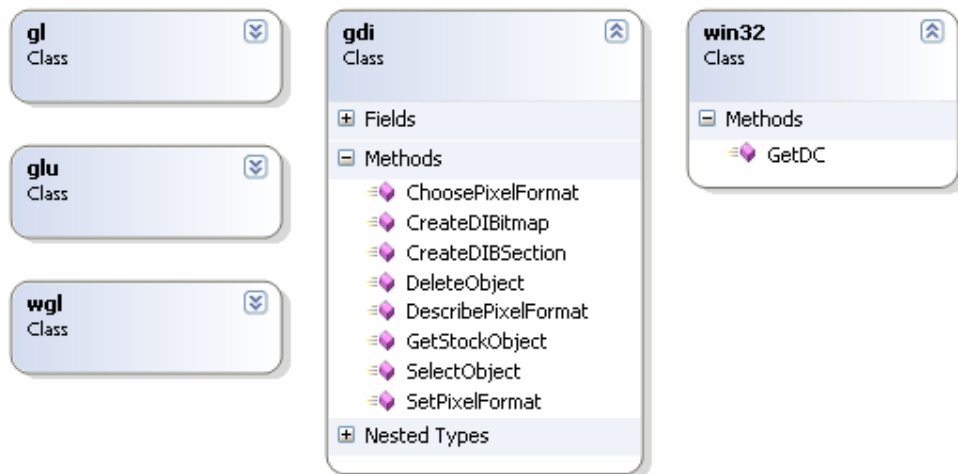 gl
Class
glu
Class
wgl
Class
gdi
Class
Fields
Methods
ChoosePixelFormat
CreateDIBitmap
CreateDIBSection
DeleteObject
DescribePixelFormat
GetStockObject
SelectObject
SetPixelFormat
Nested Types
win32
Class
Methods
GetDC